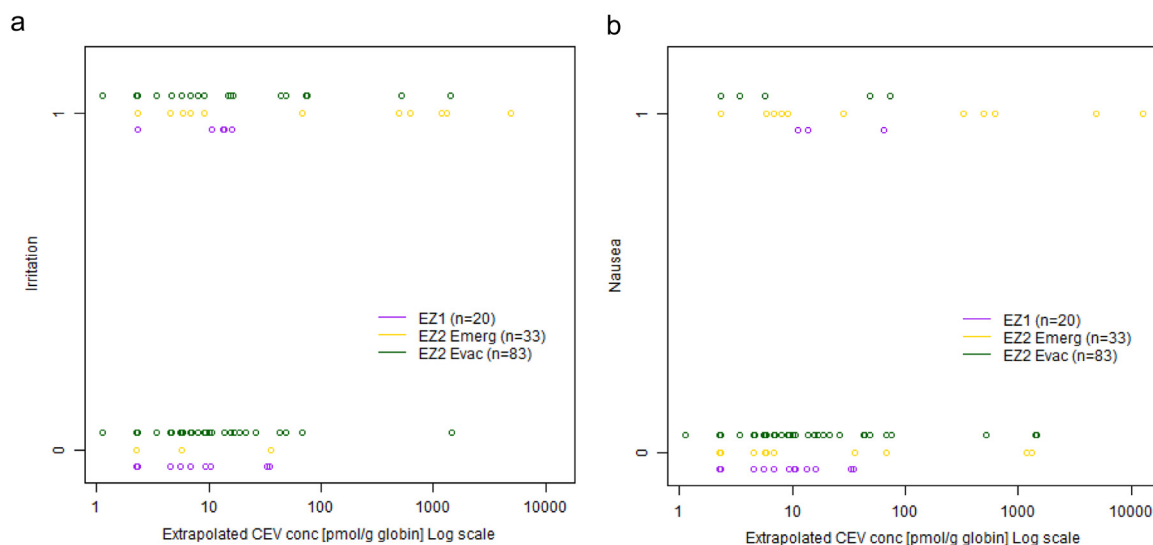 a
1
Irritation
EZ1 (n=20)
EZ2 Emerg (n=33)
EZ2 Evac (n=83)
0
1 10 100 1000 10000
Extrapolated CEV conc [pmol/g globin] Log scale
b
1
Nausea
EZ1 (n=20)
EZ2 Emerg (n=33)
EZ2 Evac (n=83)
0
1 10 100 1000 10000
Extrapolated CEV conc [pmol/g globin] Log scale